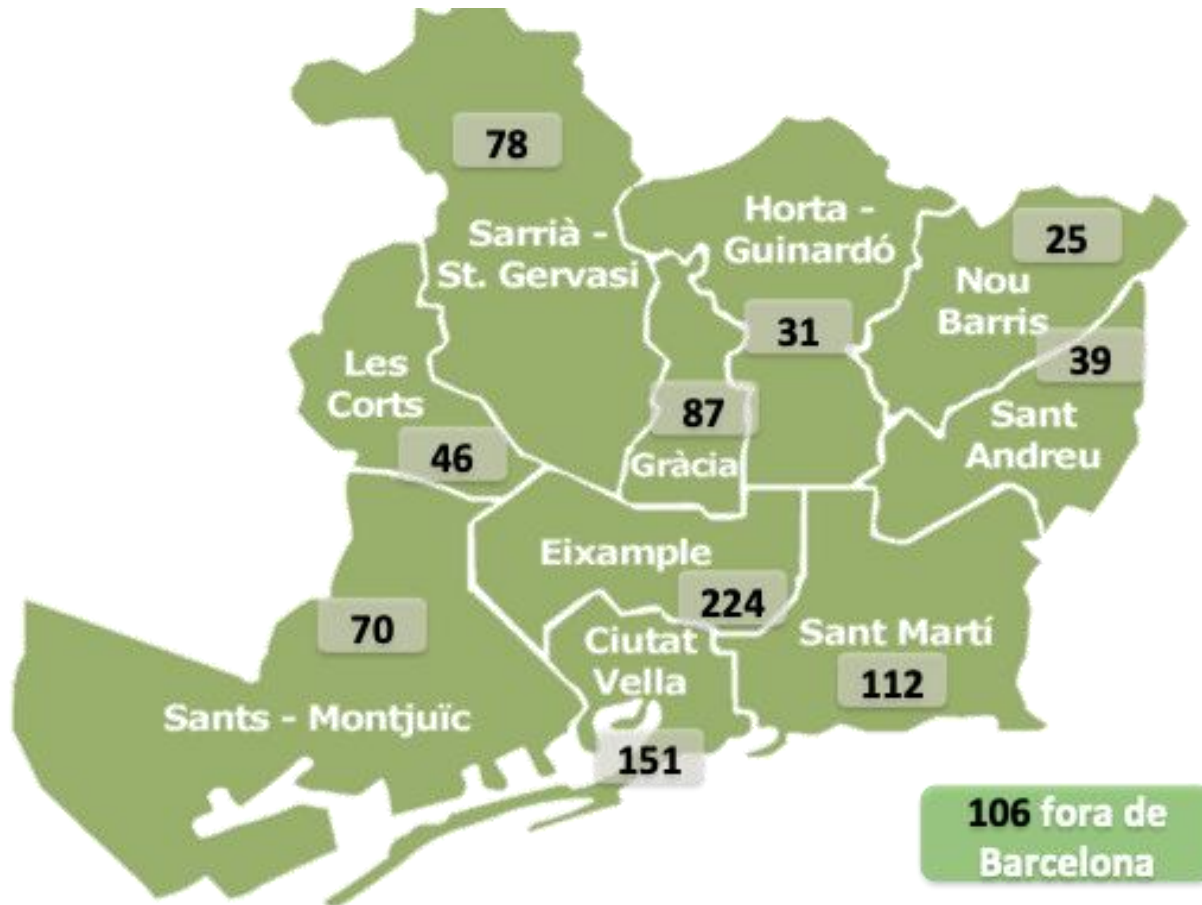 78
Sarrià -
St. Gervasi
Horta -
Guinardó
31
25
Nou
Barris
39
Sant
Andreu
Les
Corts
46
87
Gràcia
Eixample
224
70
Sants - Montjuïc
Ciutat
Vella
151
Sant Martí
112
106 fora de
Barcelona